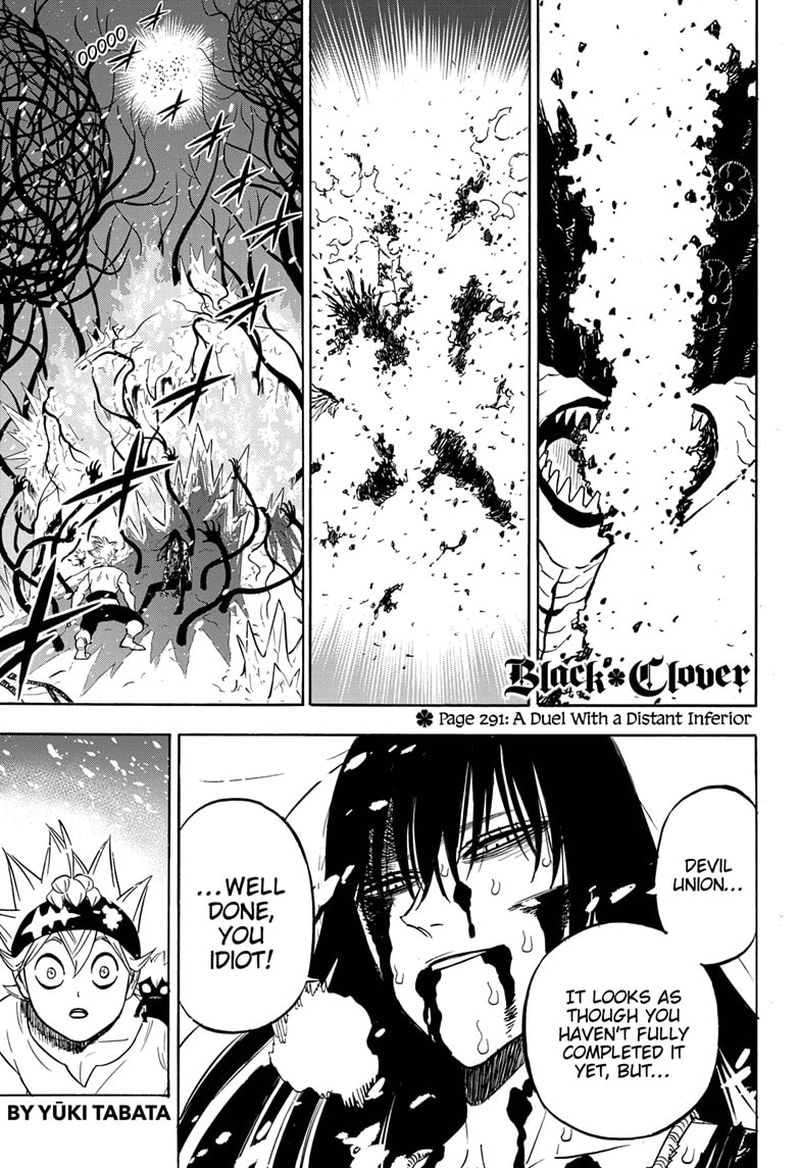 OOOOO
Black Clover
Page 291: A Duel With a Distant Inferior
DEVIL
UNION...
IT LOOKS AS
THOUGH YOU
HAVEN'T FULLY
COMPLETED IT
YET, BUT...
...WELL
DONE,
YOU
IDIOT!
BY YŪKI TABATA